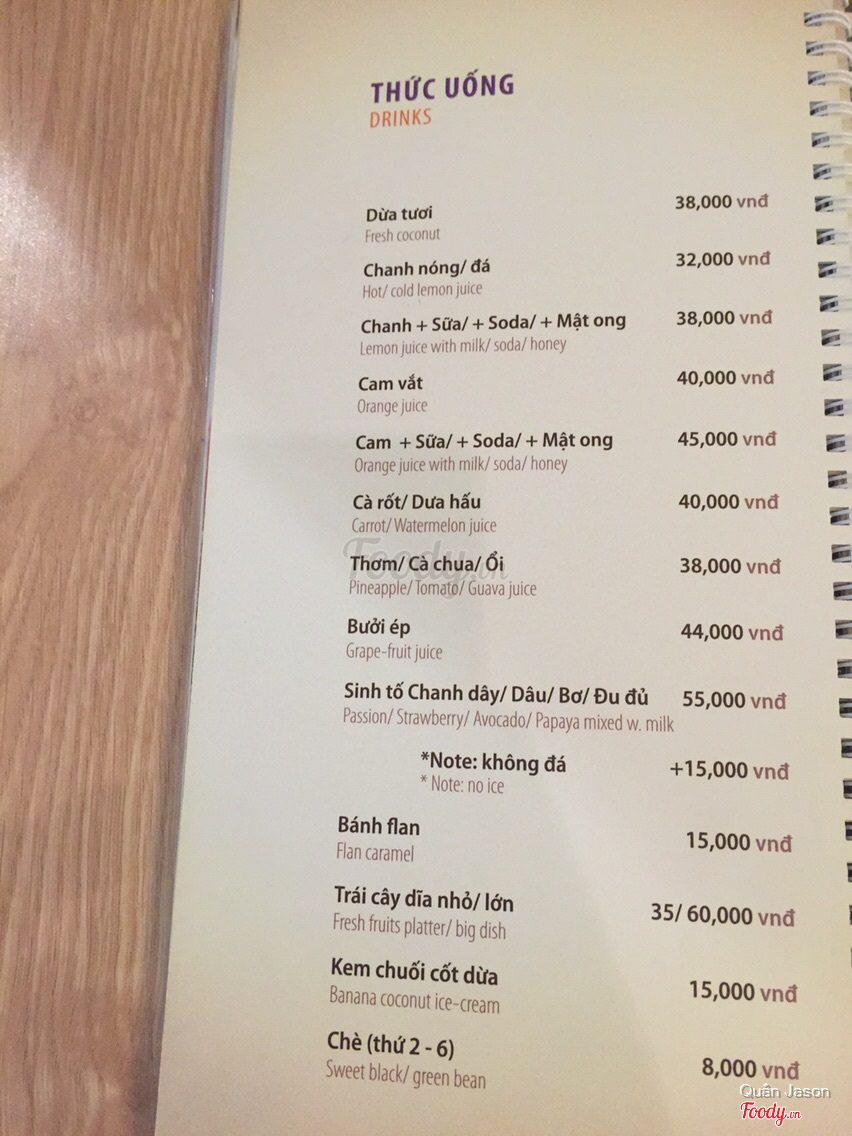 THỨC UỐNG
DRINKS
Dừa tươi 38,000 vnđ
Fresh coconut
Chanh nóng/ đá 32,000 vnđ
Hot/ cold lemon juice
Chanh + Sữa/ + Soda/ + Mật ong 38,000 vnđ
Lemon juice with milk/ soda/ honey
Cam vắt 40,000 vnđ
Orange juice
Cam + Sữa/ + Soda/ + Mật ong 45,000 vnđ
Orange juice with milk/ soda/ honey
Cà rốt/ Dưa hấu 40,000 vnđ
Carrot/ Watermelon juice
Thơm/ Cà chua/ Ổi 38,000 vnđ
Foody.vn
Pineapple/ Tomato/ Guava juice
Bưởi ép 44,000 vnđ
Grape-fruit juice
Sinh tố Chanh dây/ Dâu/ Bơ/ Đu đủ 55,000 vnđ
Passion/ Strawberry/ Avocado/ Papaya mixed w. milk
*Note: không đá +15,000 vnđ
* Note: no ice
Bánh flan 15,000 vnđ
Flan caramel
Trái cây dĩa nhỏ/ lớn 35/ 60,000 vnđ
Fresh fruits platter/ big dish
Kem chuối cốt dừa 15,000 vnđ
Banana coconut ice-cream
Chè (thứ 2 - 6) 8,000 vnđ
Sweet black/ green bean
Quán Jason
Foody.vn